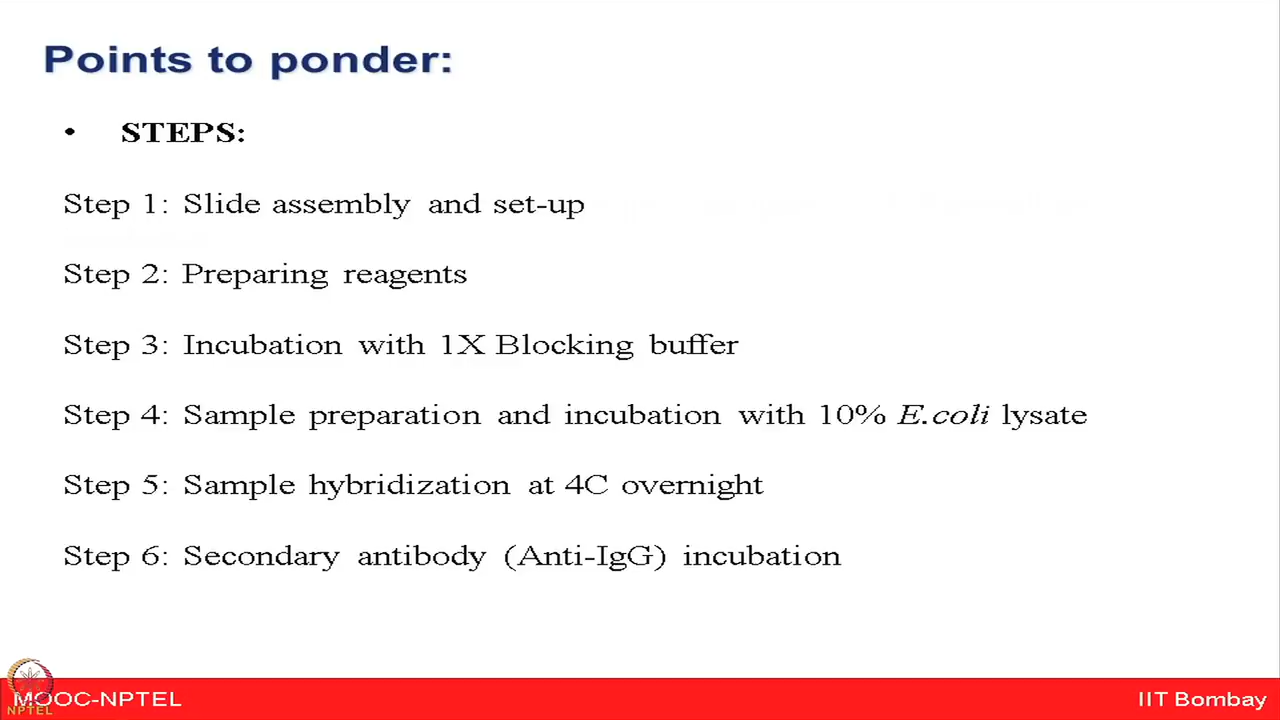 Points to ponder:
• STEPS:
Step 1: Slide assembly and set-up
Step 2: Preparing reagents
Step 3: Incubation with 1X Blocking buffer
Step 4: Sample preparation and incubation with 10% E.coli lysate
Step 5: Sample hybridization at 4C overnight
Step 6: Secondary antibody (Anti-IgG) incubation
MOOC-NPTEL
NPTEL
IIT Bombay